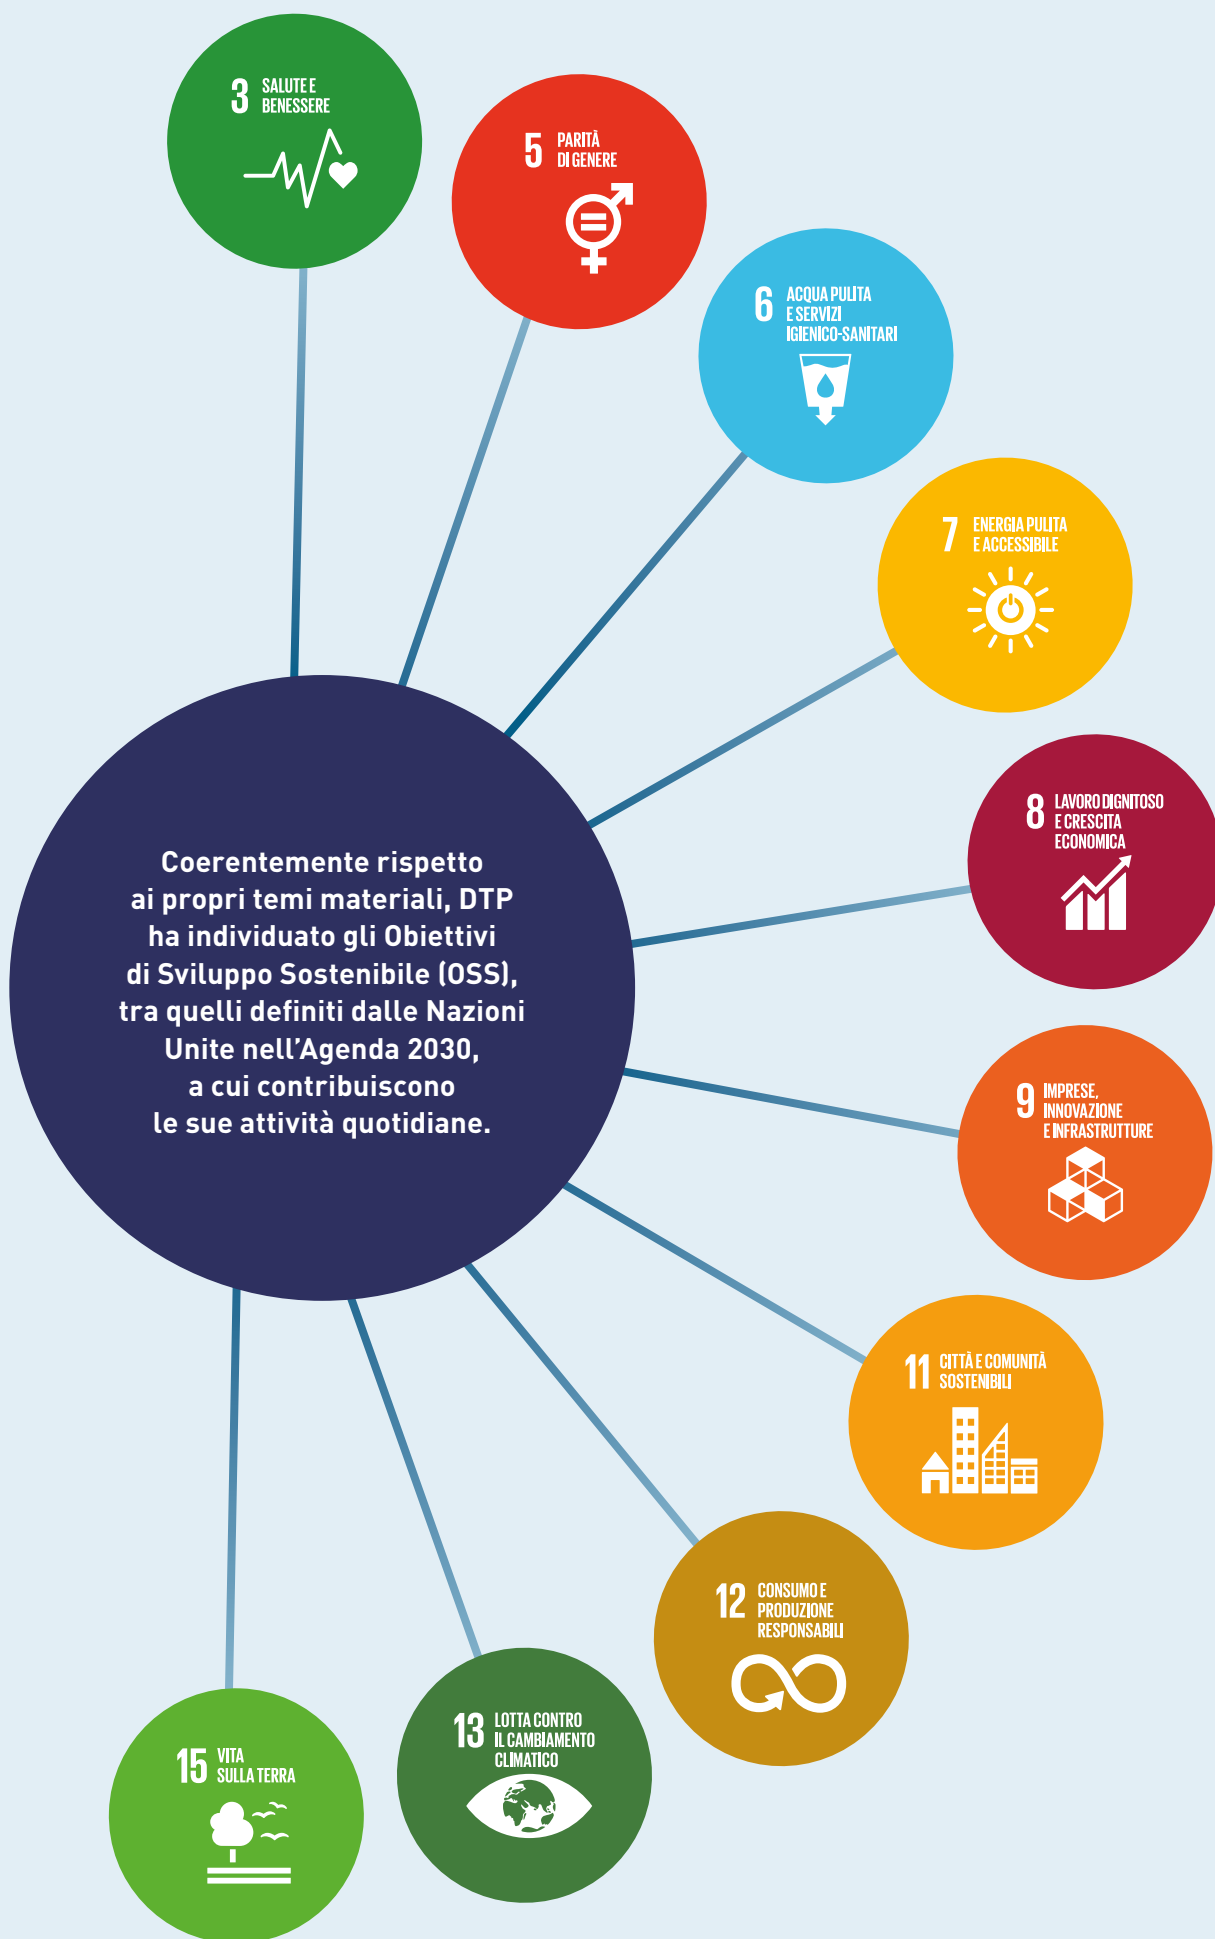 3 SALUTE E
BENESSERE
5 PARITÀ
DI GENERE
6 ACQUA PULITA
E SERVIZI
IGIENICO-SANITARI
7 ENERGIA PULITA
E ACCESSIBILE
8 LAVORO DIGNITOSO
E CRESCITA
ECONOMICA
Coerentemente rispetto
ai propri temi materiali, DTP
ha individuato gli Obiettivi
di Sviluppo Sostenibile (OSS),
tra quelli definiti dalle Nazioni
Unite nell'Agenda 2030,
a cui contribuiscono
le sue attività quotidiane.
9 IMPRESE,
INNOVAZIONE
E INFRASTRUTTURE
11 CITTÀ E COMUNITÀ
SOSTENIBILI
12 CONSUMO E
PRODUZIONE
RESPONSABILI
13 LOTTA CONTRO
IL CAMBIAMENTO
CLIMATICO
15 VITA
SULLA TERRA